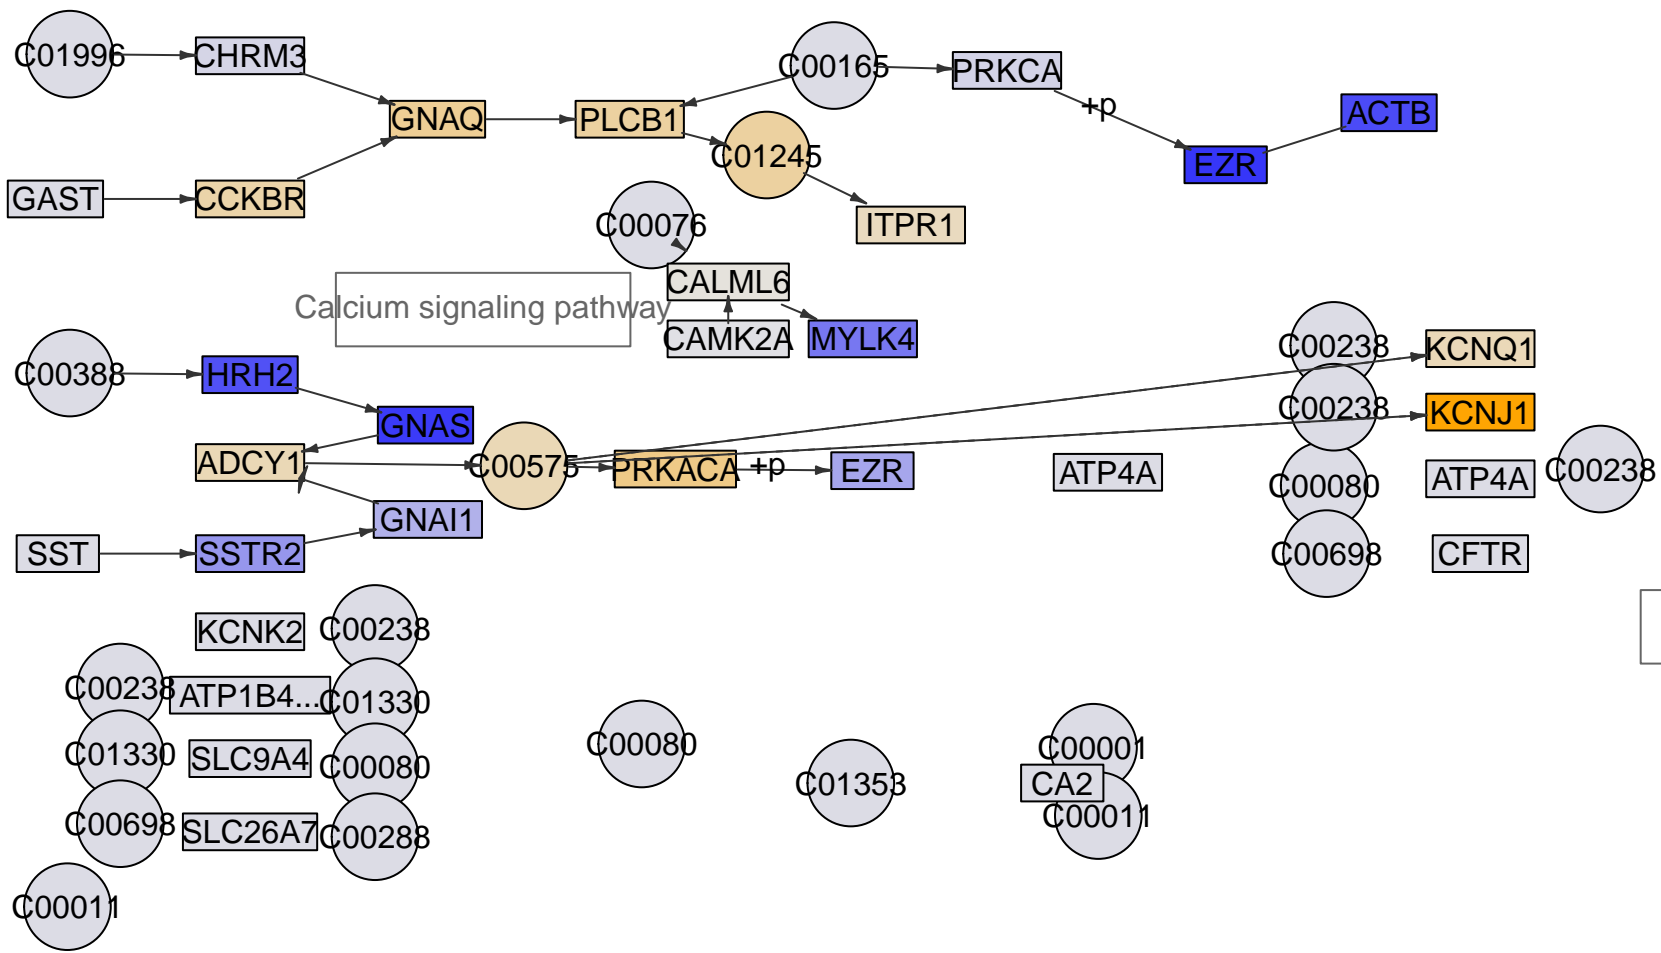 C01996
CHRM3
C00165
PRKCA
+p
ACTB
GNAQ
PLCB1
C01245
EZR
GAST
CCKBR
C00076
ITPR1
Calcium signaling pathway
CALML6
CAMK2A
MYLK4
C00238
KCNQ1
C00388
HRH2
C00238
KCNJ1
GNAS
ADCY1
C00575
PRKACA
+p
EZR
ATP4A
C00080
ATP4A
C00238
GNAI1
SST
SSTR2
C00698
CFTR
KCNK2
C00238
C00238
ATP1B4...
C01330
C01330
SLC9A4
C00080
C00080
C01353
C00001
CA2
C00011
C00698
SLC26A7
C00288
C00011